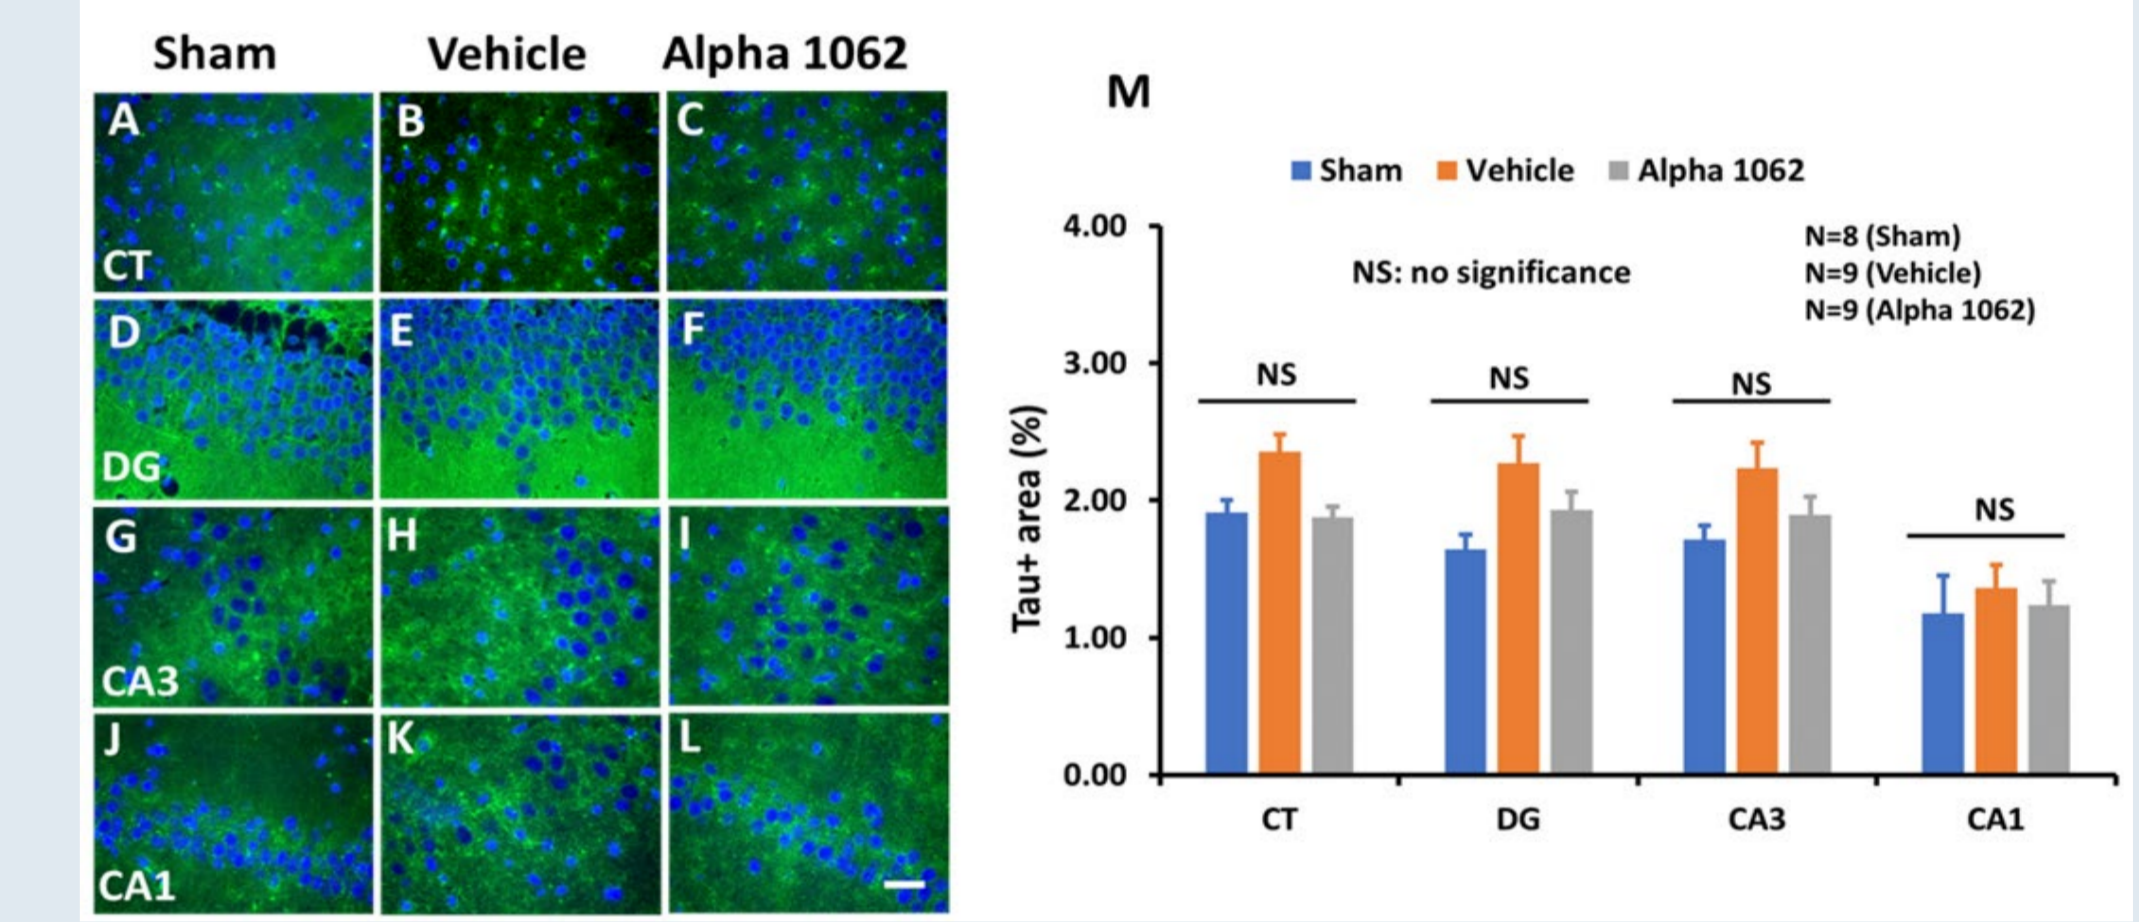 Sham Vehicle Alpha 1062
A B C
CT
D E F
DG
G H I
CA3
J K L
CA1
M
Sham Vehicle Alpha 1062
N=8 (Sham)
N=9 (Vehicle)
N=9 (Alpha 1062)
NS: no significance
Tau+ area (%)
4.00
3.00
2.00
1.00
0.00
NS NS NS NS
CT DG CA3 CA1